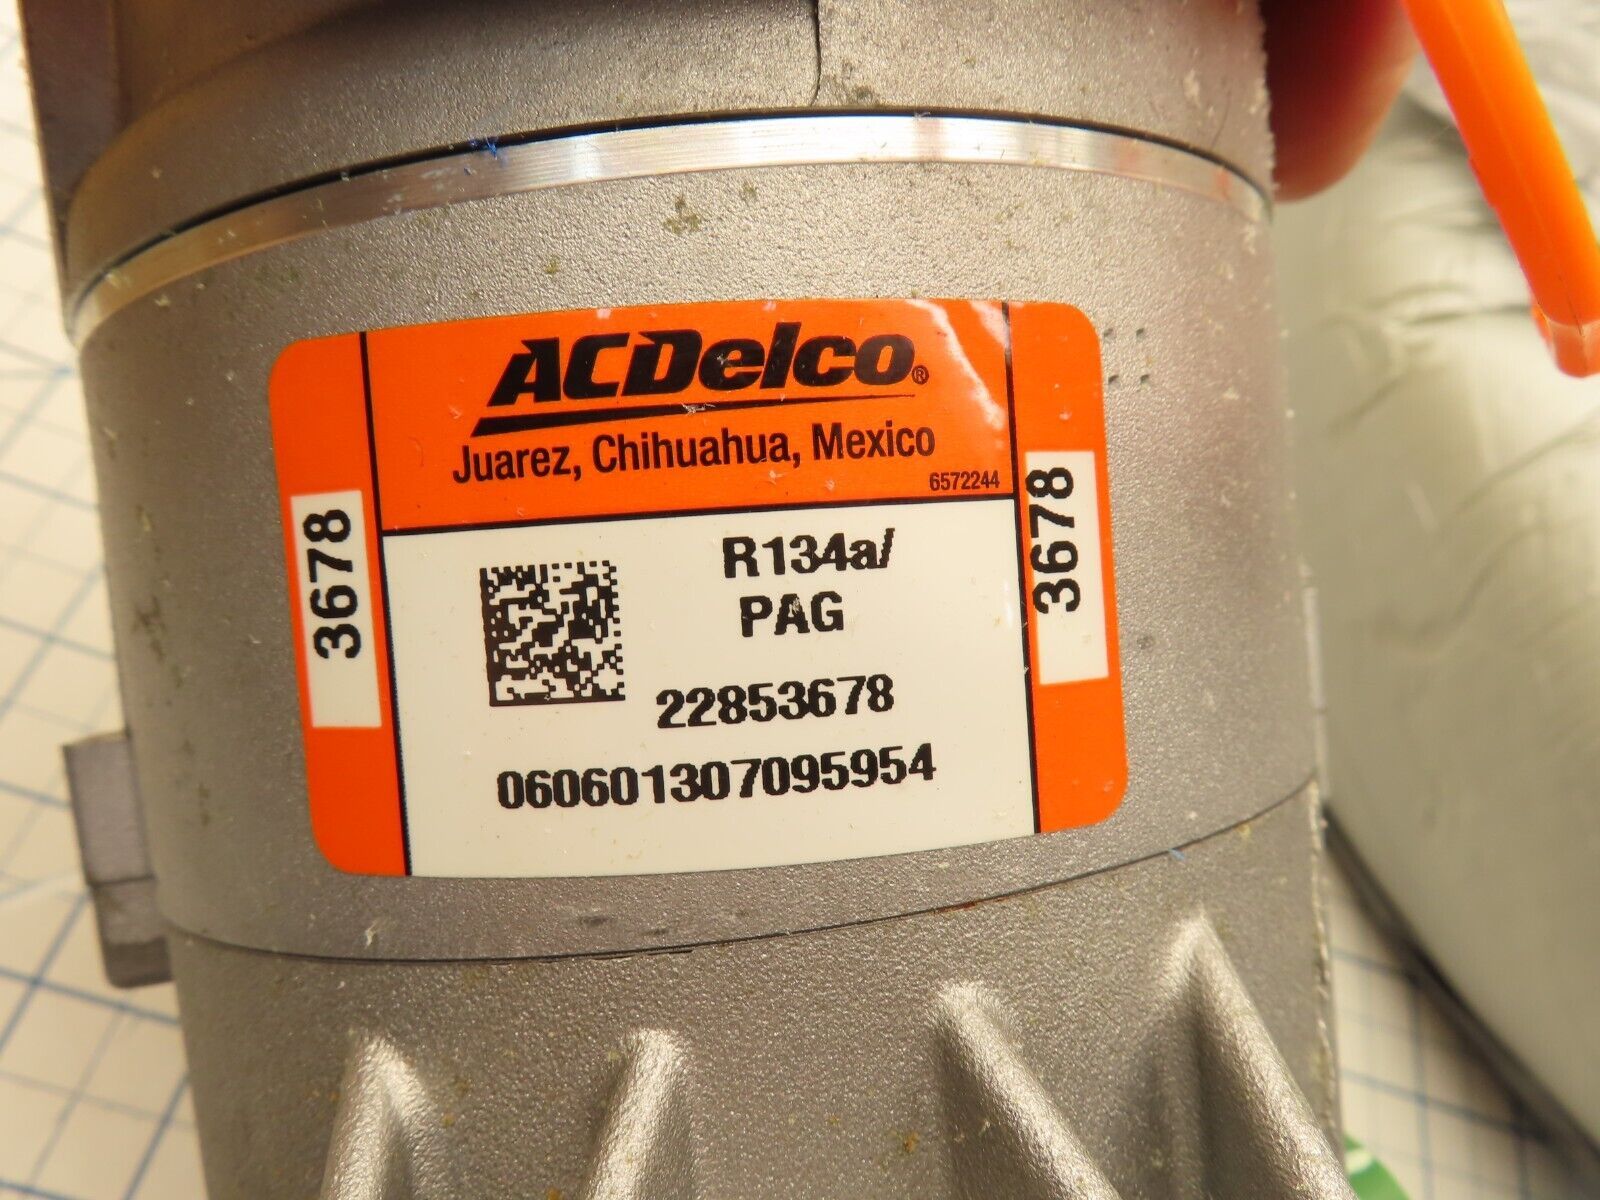 ACDelco®
Juarez, Chihuahua, Mexico
6572244
3678
R134a/
PAG
22853678
060601307095954
3678